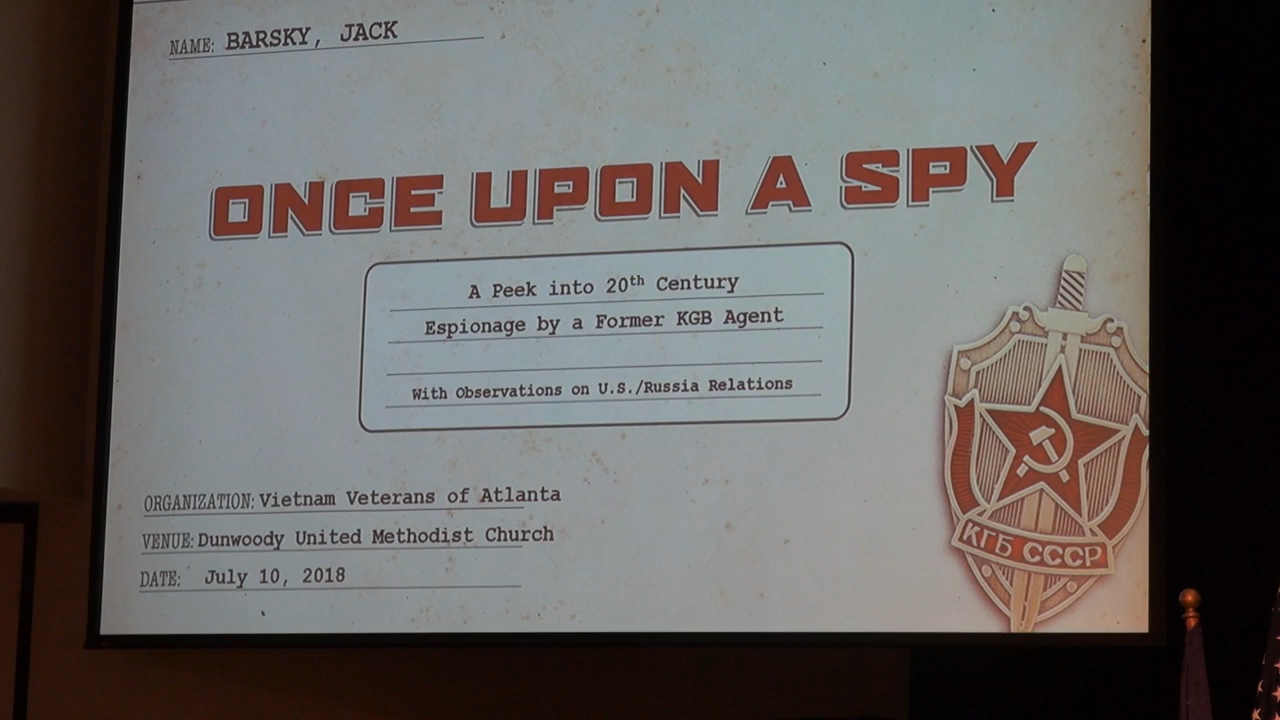 NAME: BARSKY, JACK
ONCE UPON A SPY
A Peek into 20th Century
Espionage by a Former KGB Agent
With Observations on U.S./Russia Relations
КГБ СССР
ORGANIZATION: Vietnam Veterans of Atlanta
VENUE: Dunwoody United Methodist Church
DATE: July 10, 2018